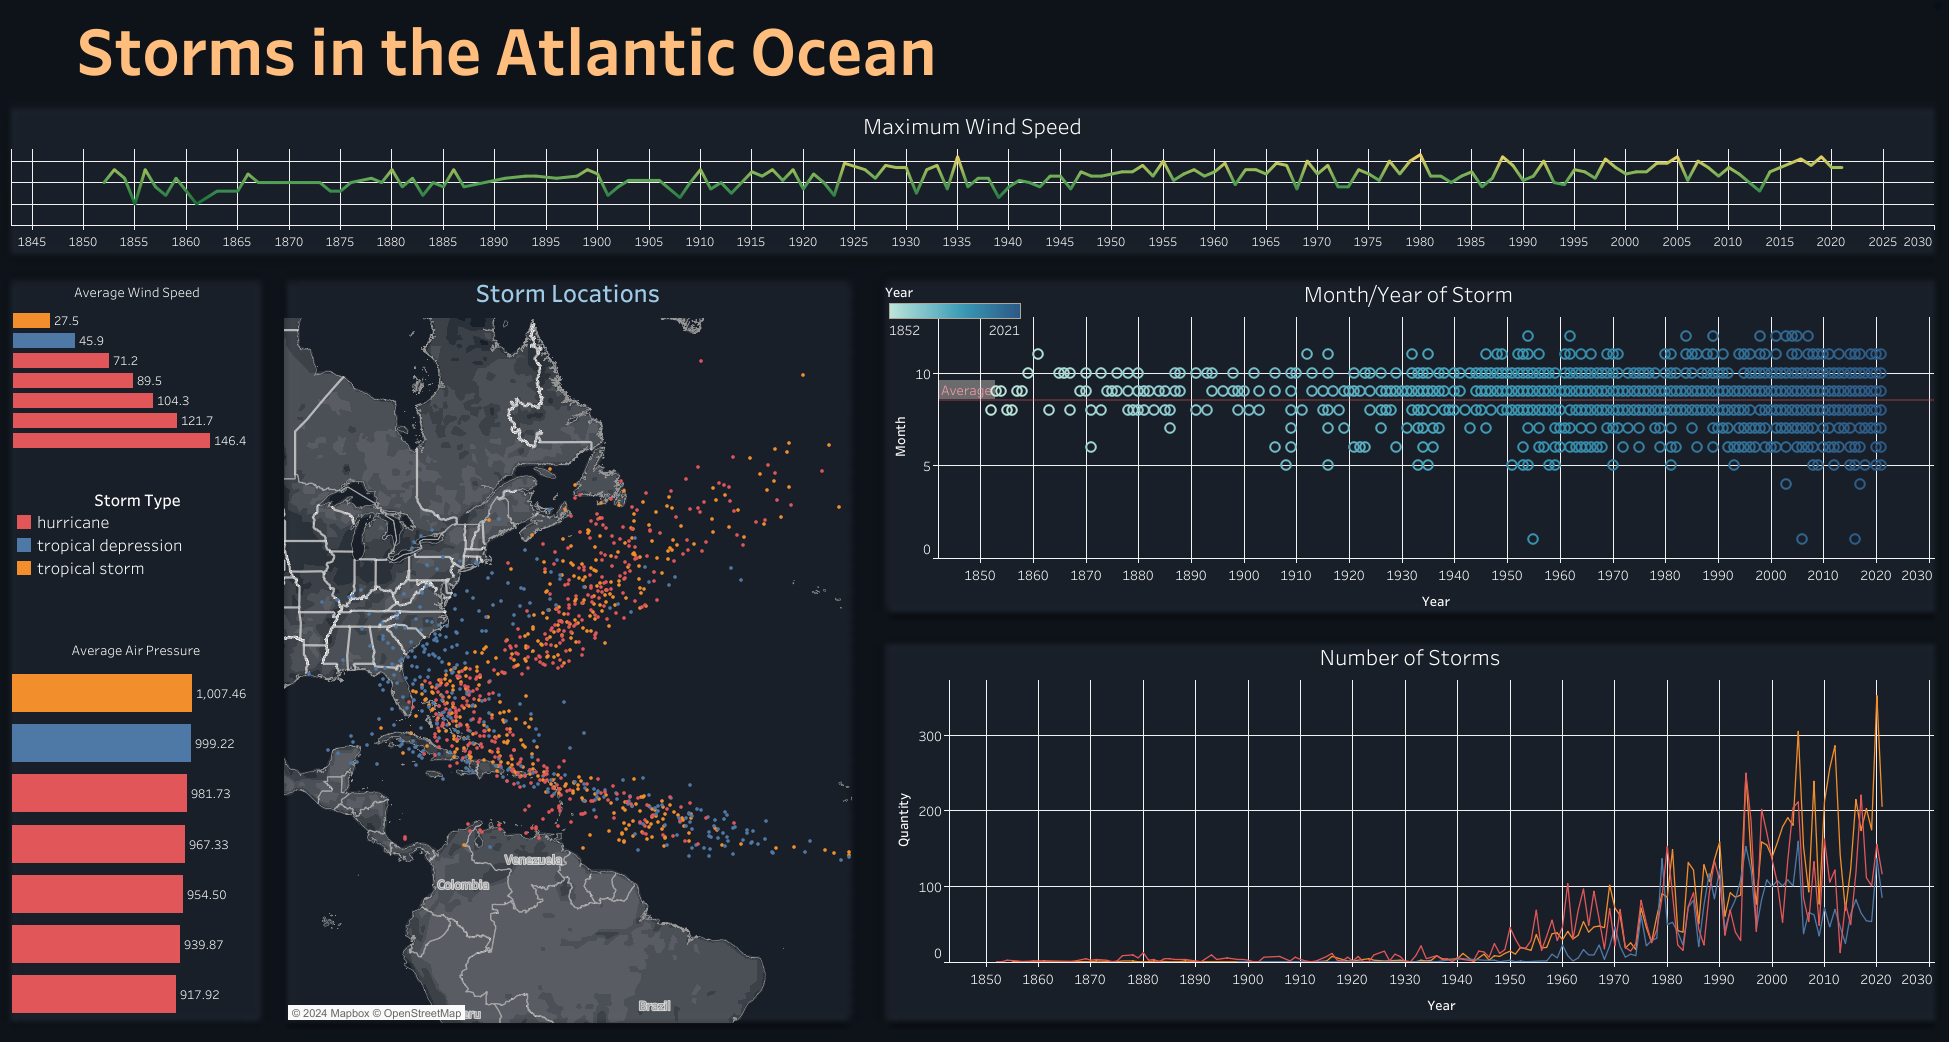 Storms in the Atlantic Ocean
Maximum Wind Speed
1845 1850 1855 1860 1865 1870 1875 1880 1885 1890 1895 1900 1905 1910 1915 1920 1925 1930 1935 1940 1945 1950 1955 1960 1965 1970 1975 1980 1985 1990 1995 2000 2005 2010 2015 2020 2025 2030
Average Wind Speed
27.5
45.9
71.2
89.5
104.3
121.7
146.4
Storm Type
hurricane
tropical depression
tropical storm
Average Air Pressure
1,007.46
999.22
981.73
967.33
954.50
939.87
917.92
Storm Locations
Venezuela
Colombia
Brazil
© 2024 Mapbox © OpenStreetMap
Year
1852 2021
Month/Year of Storm
10
Average
Month
5
0
1850 1860 1870 1880 1890 1900 1910 1920 1930 1940 1950 1960 1970 1980 1990 2000 2010 2020 2030
Year
Number of Storms
300
200
Quantity
100
0
1850 1860 1870 1880 1890 1900 1910 1920 1930 1940 1950 1960 1970 1980 1990 2000 2010 2020 2030
Year